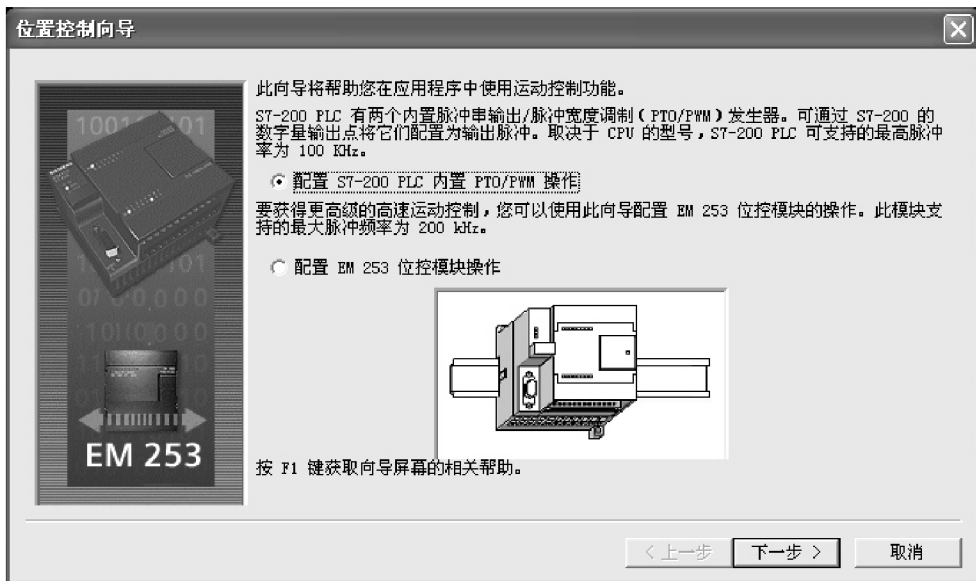 位置控制向导
此向导将帮助您在应用程序中使用运动控制功能。
S7-200 PLC 有两个内置脉冲串输出/脉冲宽度调制(PTO/PWM)发生器。可通过 S7-200 的
数字量输出点将它们配置为输出脉冲。取决于 CPU 的型号,S7-200 PLC 可支持的最高脉冲
率为 100 KHz。
配置 S7-200 PLC 内置 PTO/PWM 操作
要获得更高级的高速运动控制,您可以使用此向导配置 EM 253 位控模块的操作。此模块支
持的最大脉冲频率为 200 kHz。
配置 EM 253 位控模块操作
EM 253
按 F1 键获取向导屏幕的相关帮助。
<上一步
下一步 >
取消